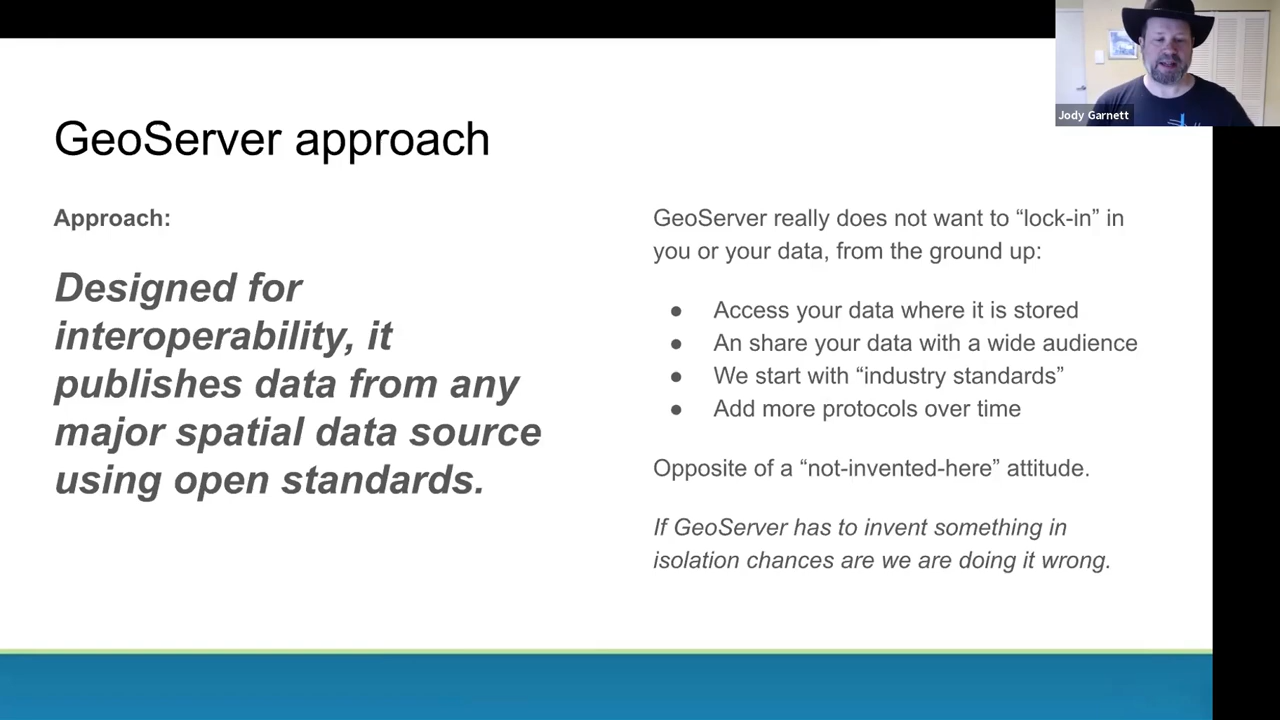 GeoServer approach
Approach:
Designed for
interoperability, it
publishes data from any
major spatial data source
using open standards.
GeoServer really does not want to “lock-in” in
you or your data, from the ground up:
● Access your data where it is stored
● An share your data with a wide audience
● We start with “industry standards”
● Add more protocols over time
Opposite of a “not-invented-here” attitude.
If GeoServer has to invent something in
isolation chances are we are doing it wrong.
Jody Garnett